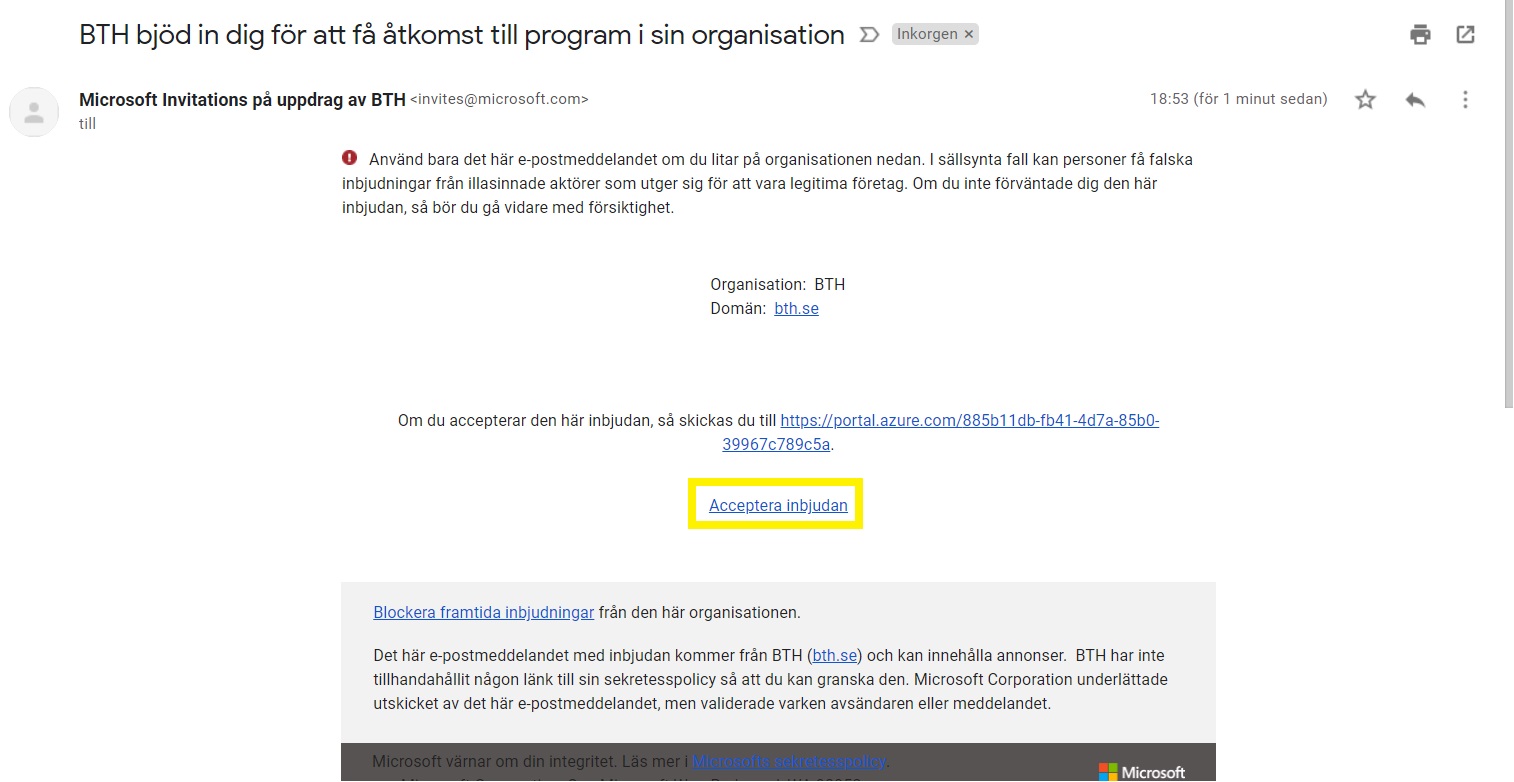 BTH bjöd in dig för att få åtkomst till program i sin organisation Inkorgen ×
Microsoft Invitations på uppdrag av BTH <invites@microsoft.com> 18:53 (för 1 minut sedan)
till
Använd bara det här e-postmeddelandet om du litar på organisationen nedan. I sällsynta fall kan personer få falska
inbjudningar från illasinnade aktörer som utger sig för att vara legitima företag. Om du inte förväntade dig den här
inbjudan, så bör du gå vidare med försiktighet.
Organisation: BTH
Domän: bth.se
Om du accepterar den här inbjudan, så skickas du till https://portal.azure.com/885b11db-fb41-4d7a-85b0-
39967c789c5a.
Acceptera inbjudan
Blockera framtida inbjudningar från den här organisationen.
Det här e-postmeddelandet med inbjudan kommer från BTH (bth.se) och kan innehålla annonser. BTH har inte
tillhandahållit någon länk till sin sekretesspolicy så att du kan granska den. Microsoft Corporation underlättade
utskicket av det här e-postmeddelandet, men validerade varken avsändaren eller meddelandet.
Microsoft värnar om din integritet. Läs mer i Microsofts sekretesspolicy.
Microsoft